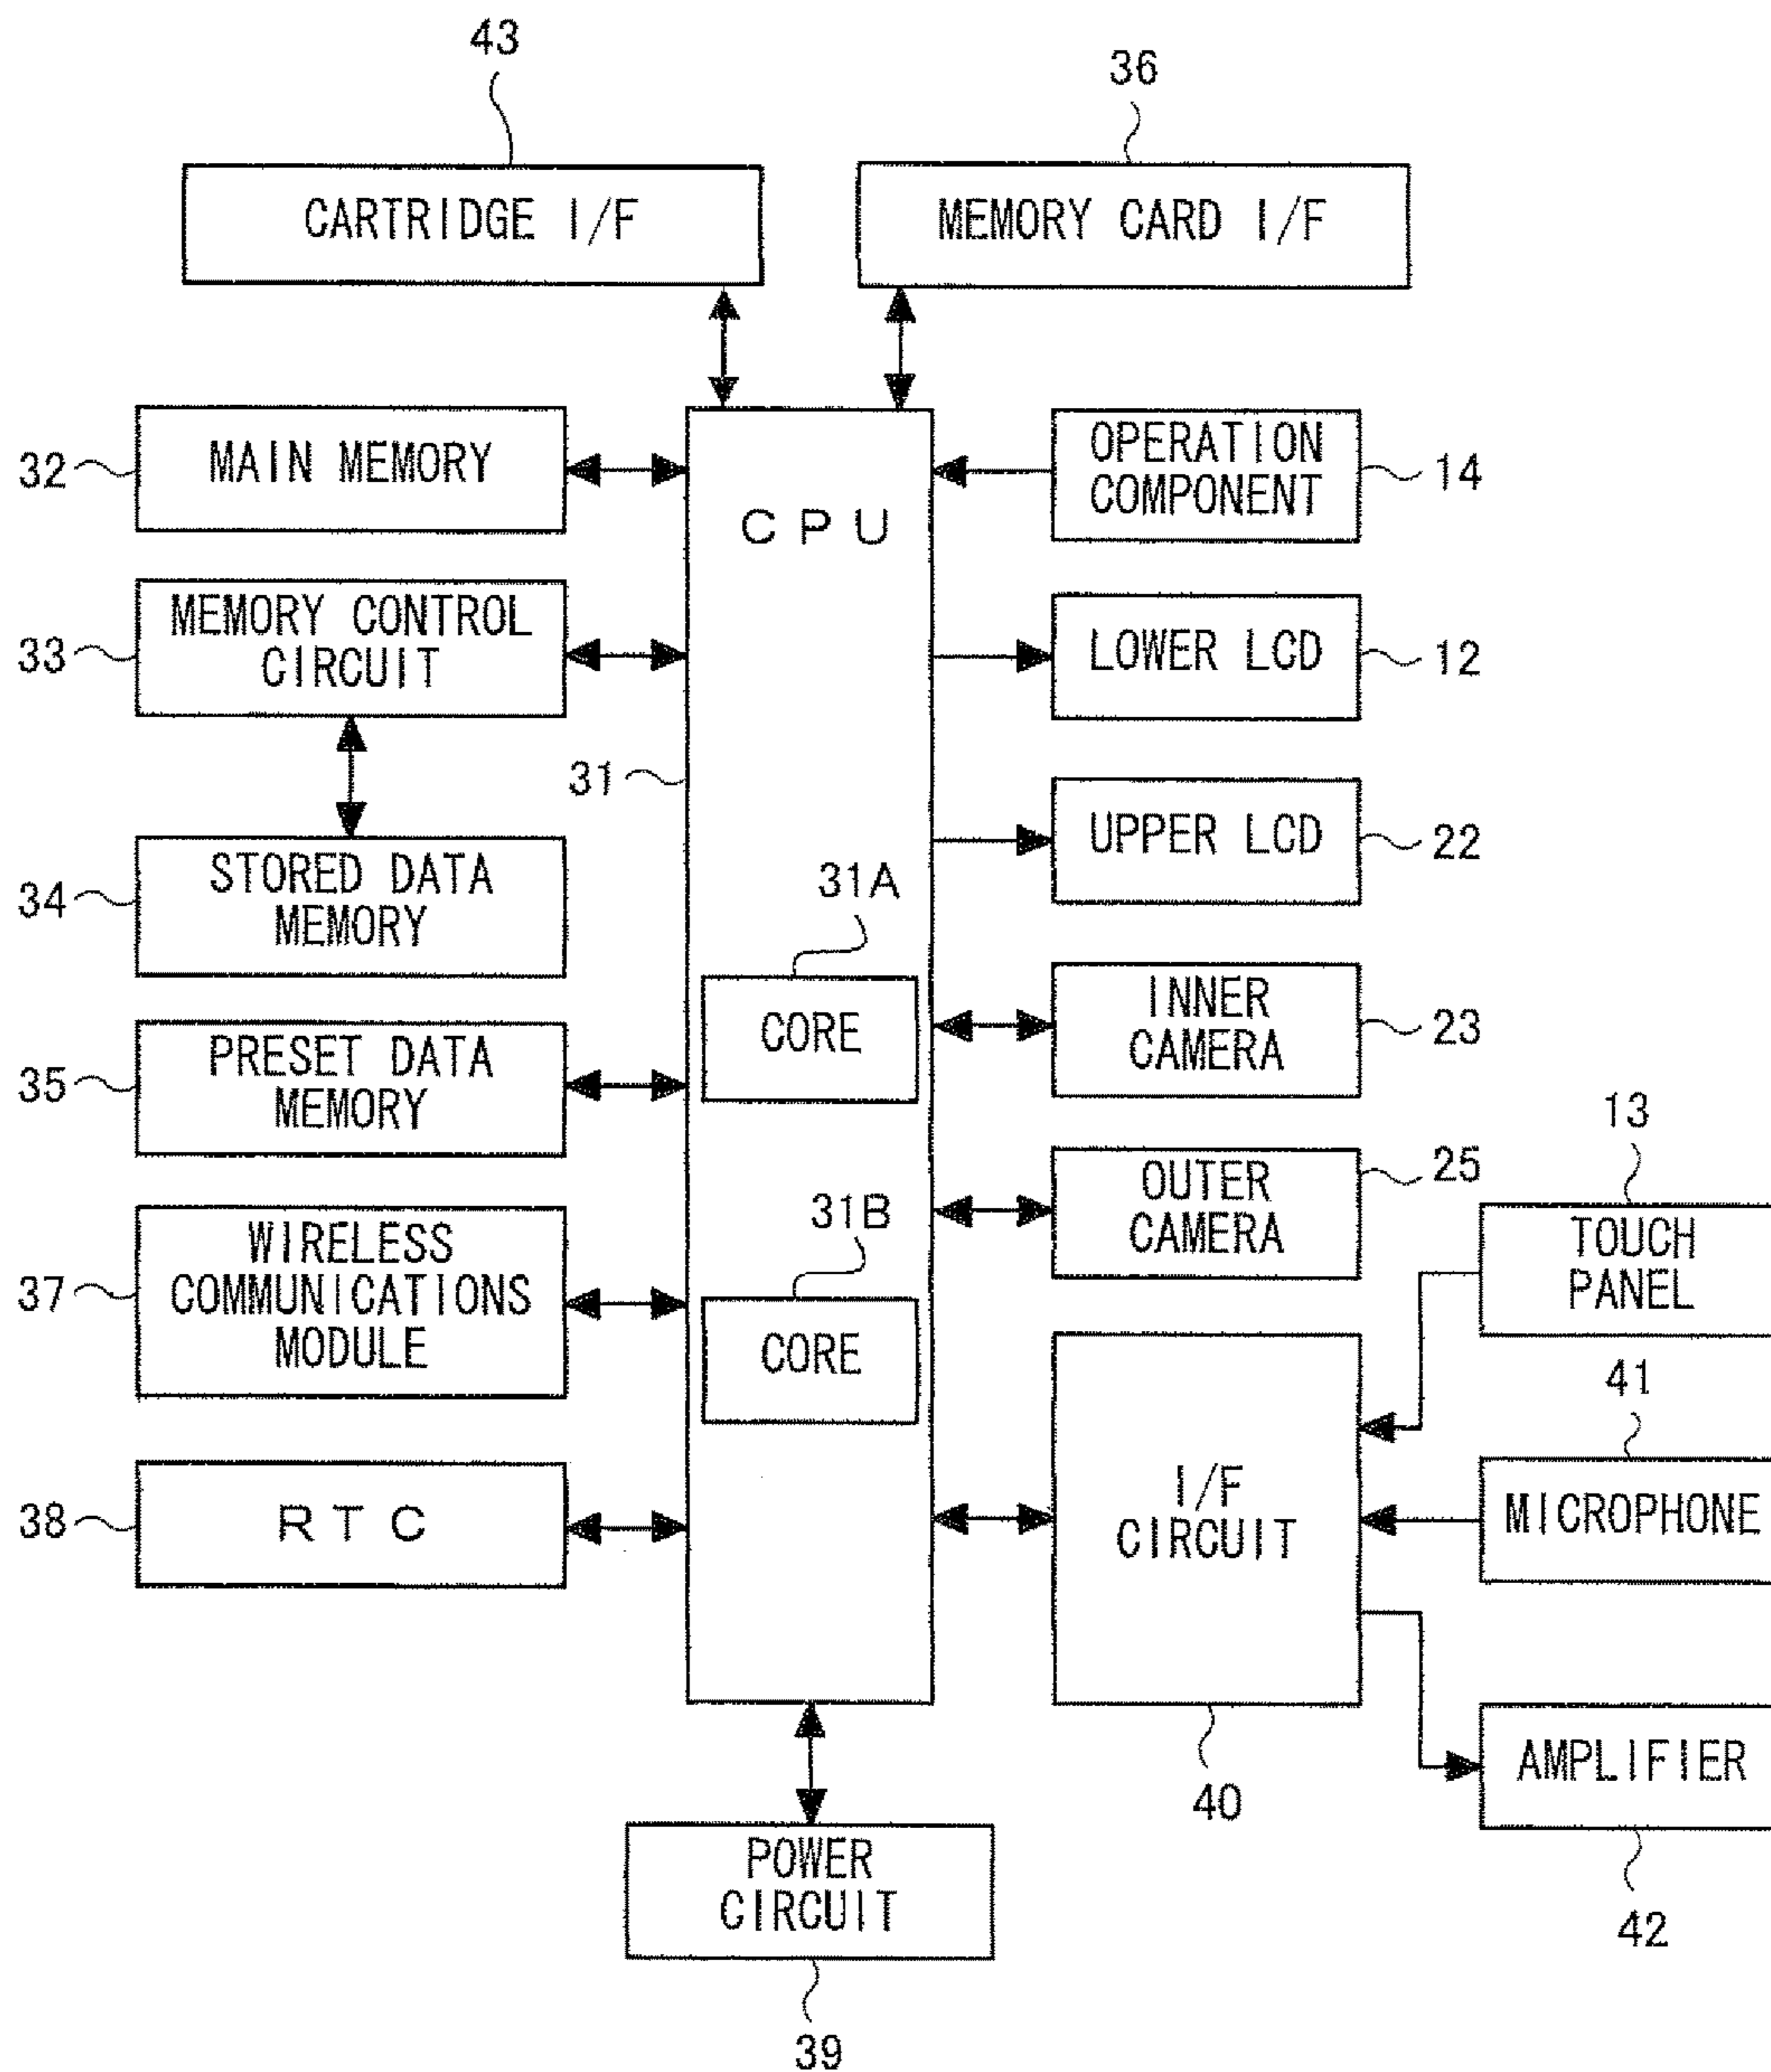 43
36
CARTRIDGE I/F
MEMORY CARD I/F
32
MAIN MEMORY
CPU
OPERATION
COMPONENT
14
33
MEMORY CONTROL
CIRCUIT
LOWER LCD
12
31
UPPER LCD
22
34
STORED DATA
MEMORY
31A
CORE
INNER
CAMERA
23
35
PRESET DATA
MEMORY
13
OUTER
CAMERA
25
31B
TOUCH
PANEL
37
WIRELESS
COMMUNICATIONS
MODULE
CORE
41
I/F
CIRCUIT
MICROPHONE
38
RTC
40
AMPLIFIER
POWER
CIRCUIT
42
39